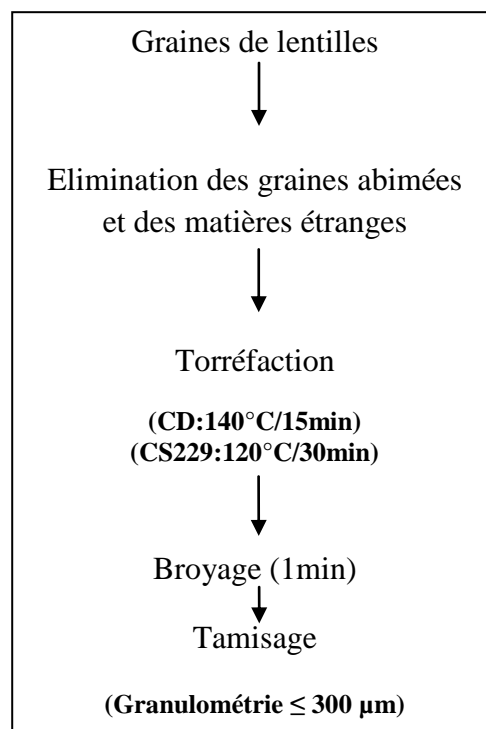 Graines de lentilles
Elimination des graines abimées
et des matières étranges
Torréfaction
(CD:140°C/15min)
(CS229:120°C/30min)
Broyage (1min)
Tamisage
(Granulométrie ≤ 300 µm)